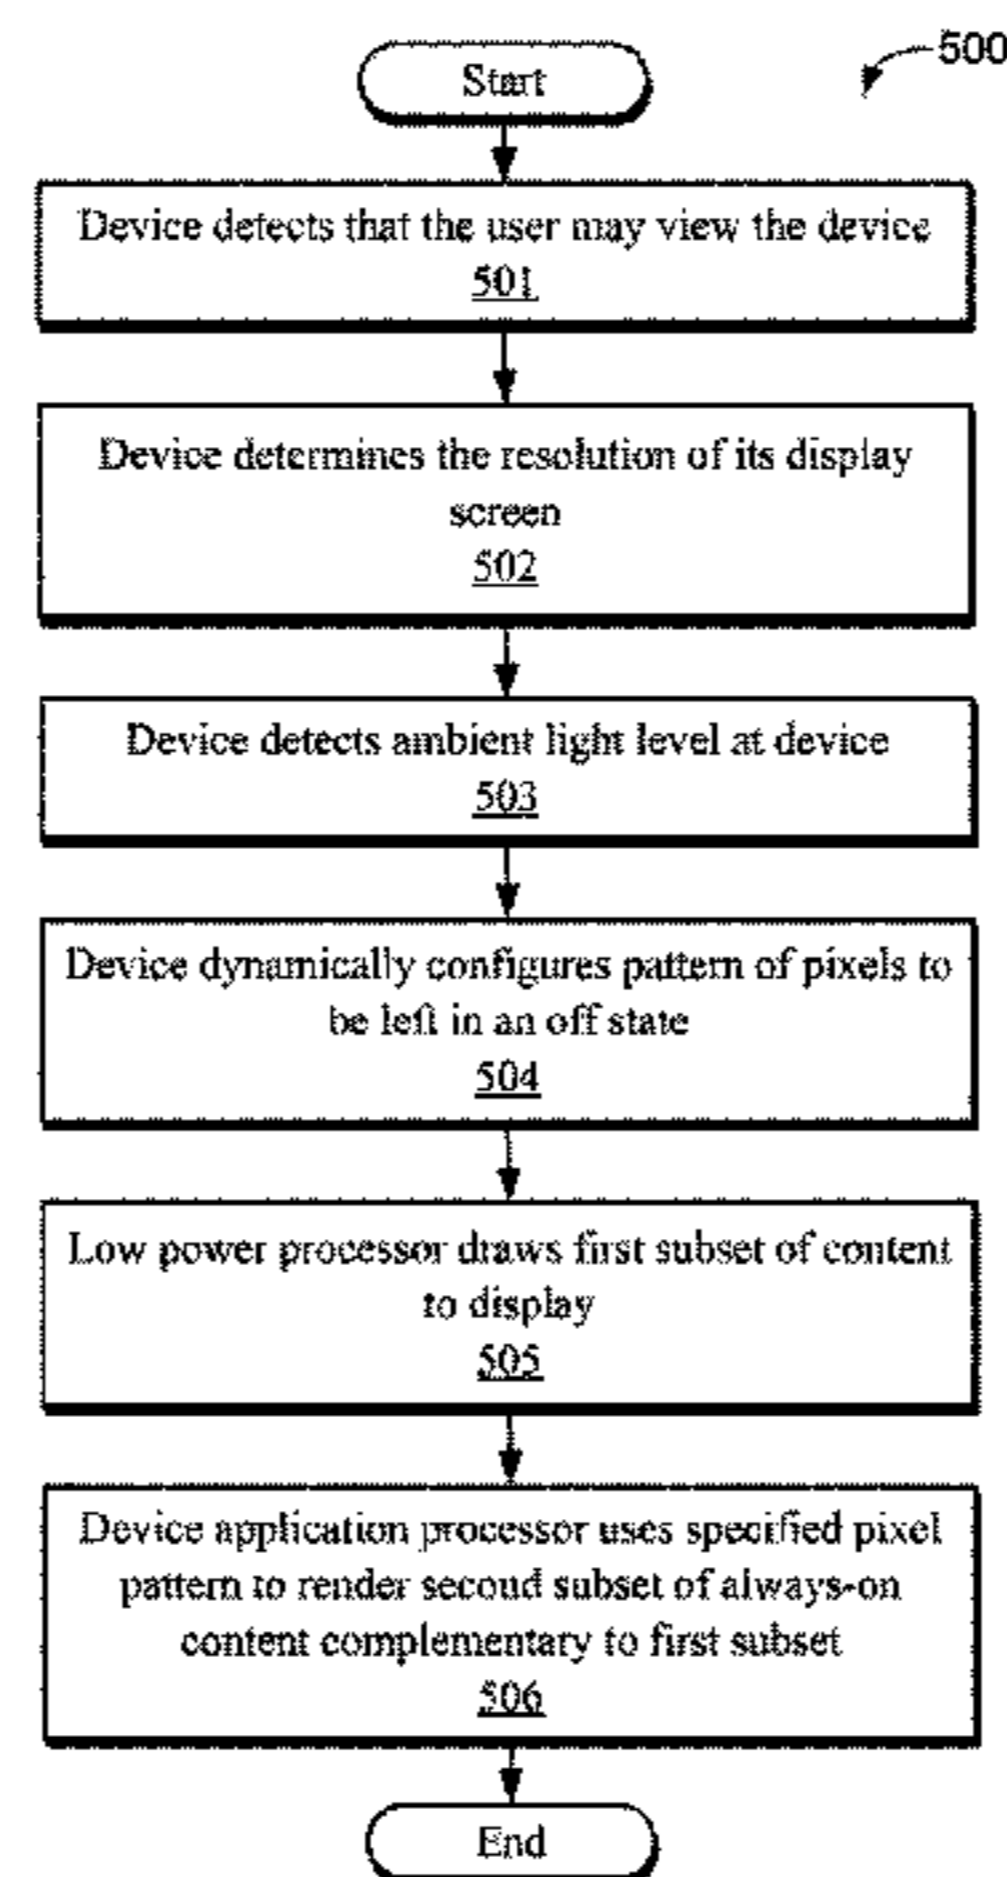 500
Start
Device detects that the user may view the device
501
Device determines the resolution of its display
screen
502
Device detects ambient light level at device
503
Device dynamically configures pattern of pixels to
be left in an off state
504
Low power processor draws first subset of content
to display
505
Device application processor uses specified pixel
pattern to render second subset of always-on
content complementary to first subset
506
End